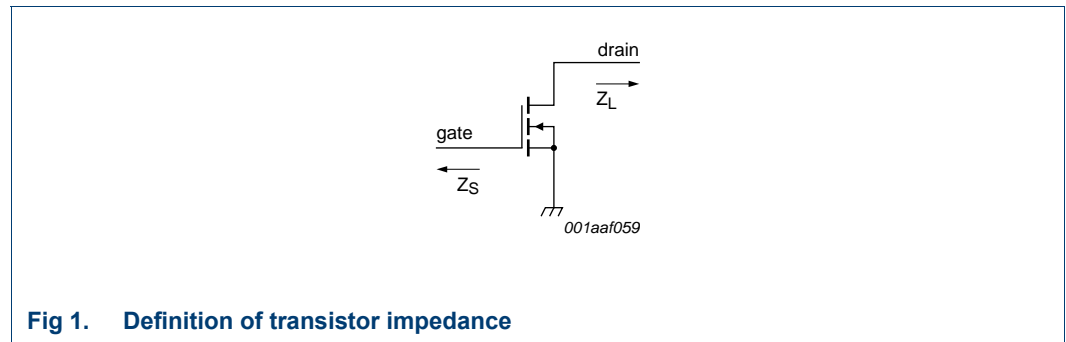 drain
Z_L
gate
Z_S
001aaf059
Fig 1. Definition of transistor impedance